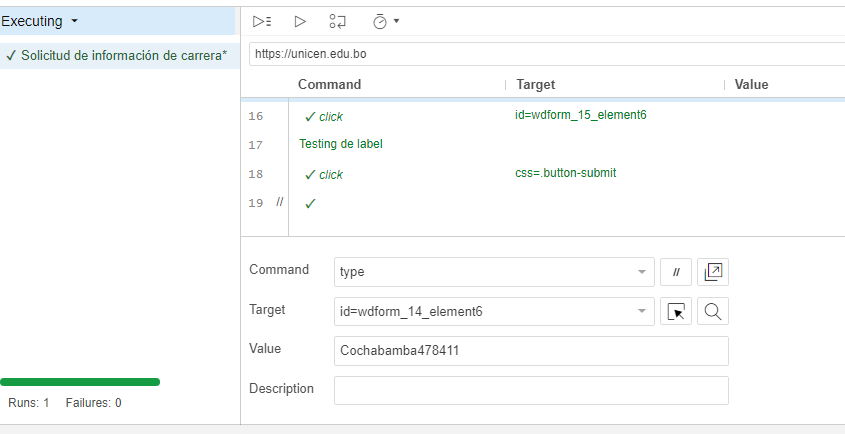 Executing
✓ Solicitud de información de carrera*
https://unicen.edu.bo
Command Target Value
16 ✓ click id=wdform_15_element6
17 Testing de label
18 ✓ click css=.button-submit
19 // ✓
Command type //
Target id=wdform_14_element6
Value Cochabamba478411
Description
Runs: 1 Failures: 0